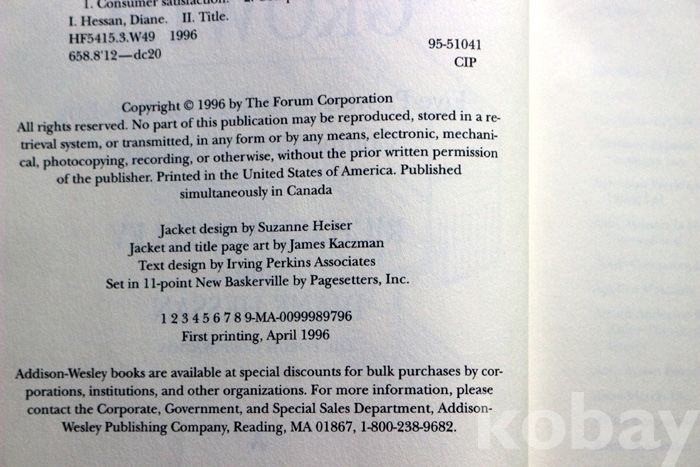 1. Consumer satisfaction. 2.
I. Hessan, Diane. II. Title.
HF5415.3.W49 1996
658.8'12—dc20
95-51041
CIP
Copyright © 1996 by The Forum Corporation
All rights reserved. No part of this publication may be reproduced, stored in a re-
trieval system, or transmitted, in any form or by any means, electronic, mechani-
cal, photocopying, recording, or otherwise, without the prior written permission
of the publisher. Printed in the United States of America. Published
simultaneously in Canada
Jacket design by Suzanne Heiser
Jacket and title page art by James Kaczman
Text design by Irving Perkins Associates
Set in 11-point New Baskerville by Pagesetters, Inc.
1 2 3 4 5 6 7 8 9-MA-0099989796
First printing, April 1996
Addison-Wesley books are available at special discounts for bulk purchases by cor-
porations, institutions, and other organizations. For more information, please
contact the Corporate, Government, and Special Sales Department, Addison-
Wesley Publishing Company, Reading, MA 01867, 1-800-238-9682.
kobay